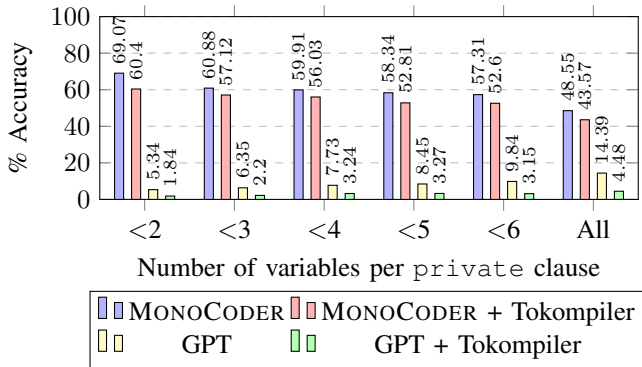 100
80
60
40
20
0
% Accuracy
69.07 60.4 5.34 1.84
60.88 57.12 6.35 2.2
59.91 56.03 7.73 3.24
58.34 52.81 8.45 3.27
57.31 52.6 9.84 3.15
48.55 43.57 14.39 4.48
<2 <3 <4 <5 <6 All
Number of variables per private clause
MONOCODER MONOCODER + Tokompiler
GPT GPT + Tokompiler